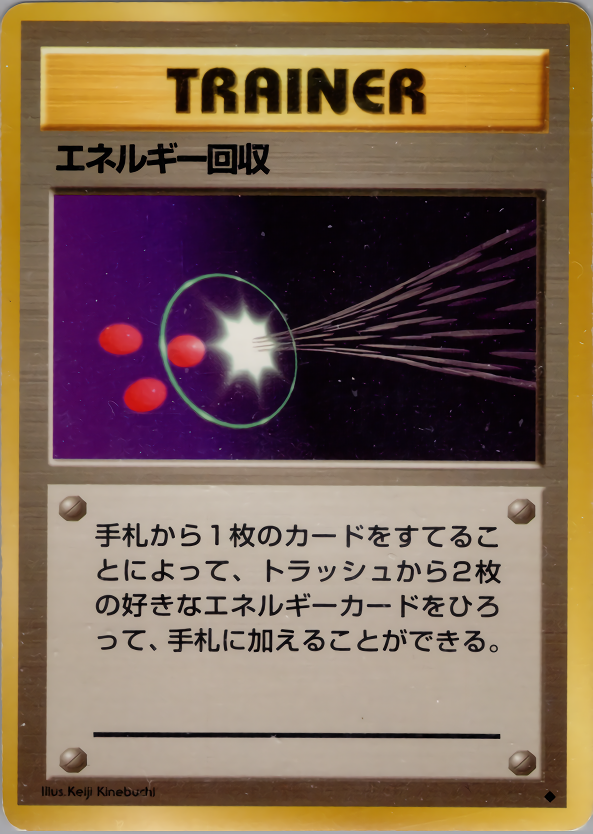 TRAINER
エネルギー回収
手札から1枚のカードをすてるこ
とによって、トラッシュから2枚
の好きなエネルギーカードをひろ
って、手札に加えることができる。
Illus. Keiji Kinebuchi